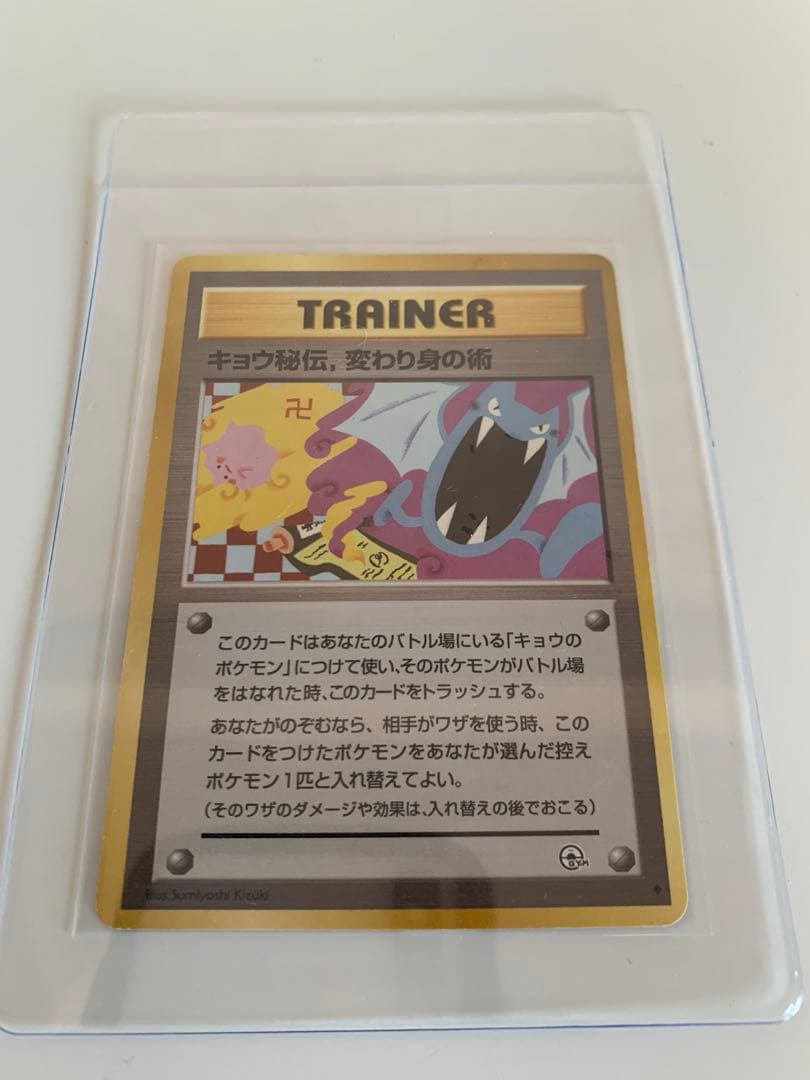 TRAINER
キョウ秘伝, 変わり身の術
卍
このカードはあなたのバトル場にいる「キョウの
ポケモン」につけて使い、そのポケモンがバトル場
をはなれた時、このカードをトラッシュする。
あなたがのぞむなら、相手がワザを使う時、この
カードをつけたポケモンをあなたが選んだ控え
ポケモン1匹と入れ替えてよい。
(そのワザのダメージや効果は、入れ替えの後でおこる)
GYM
Illus.Sumiyoshi Kizuki